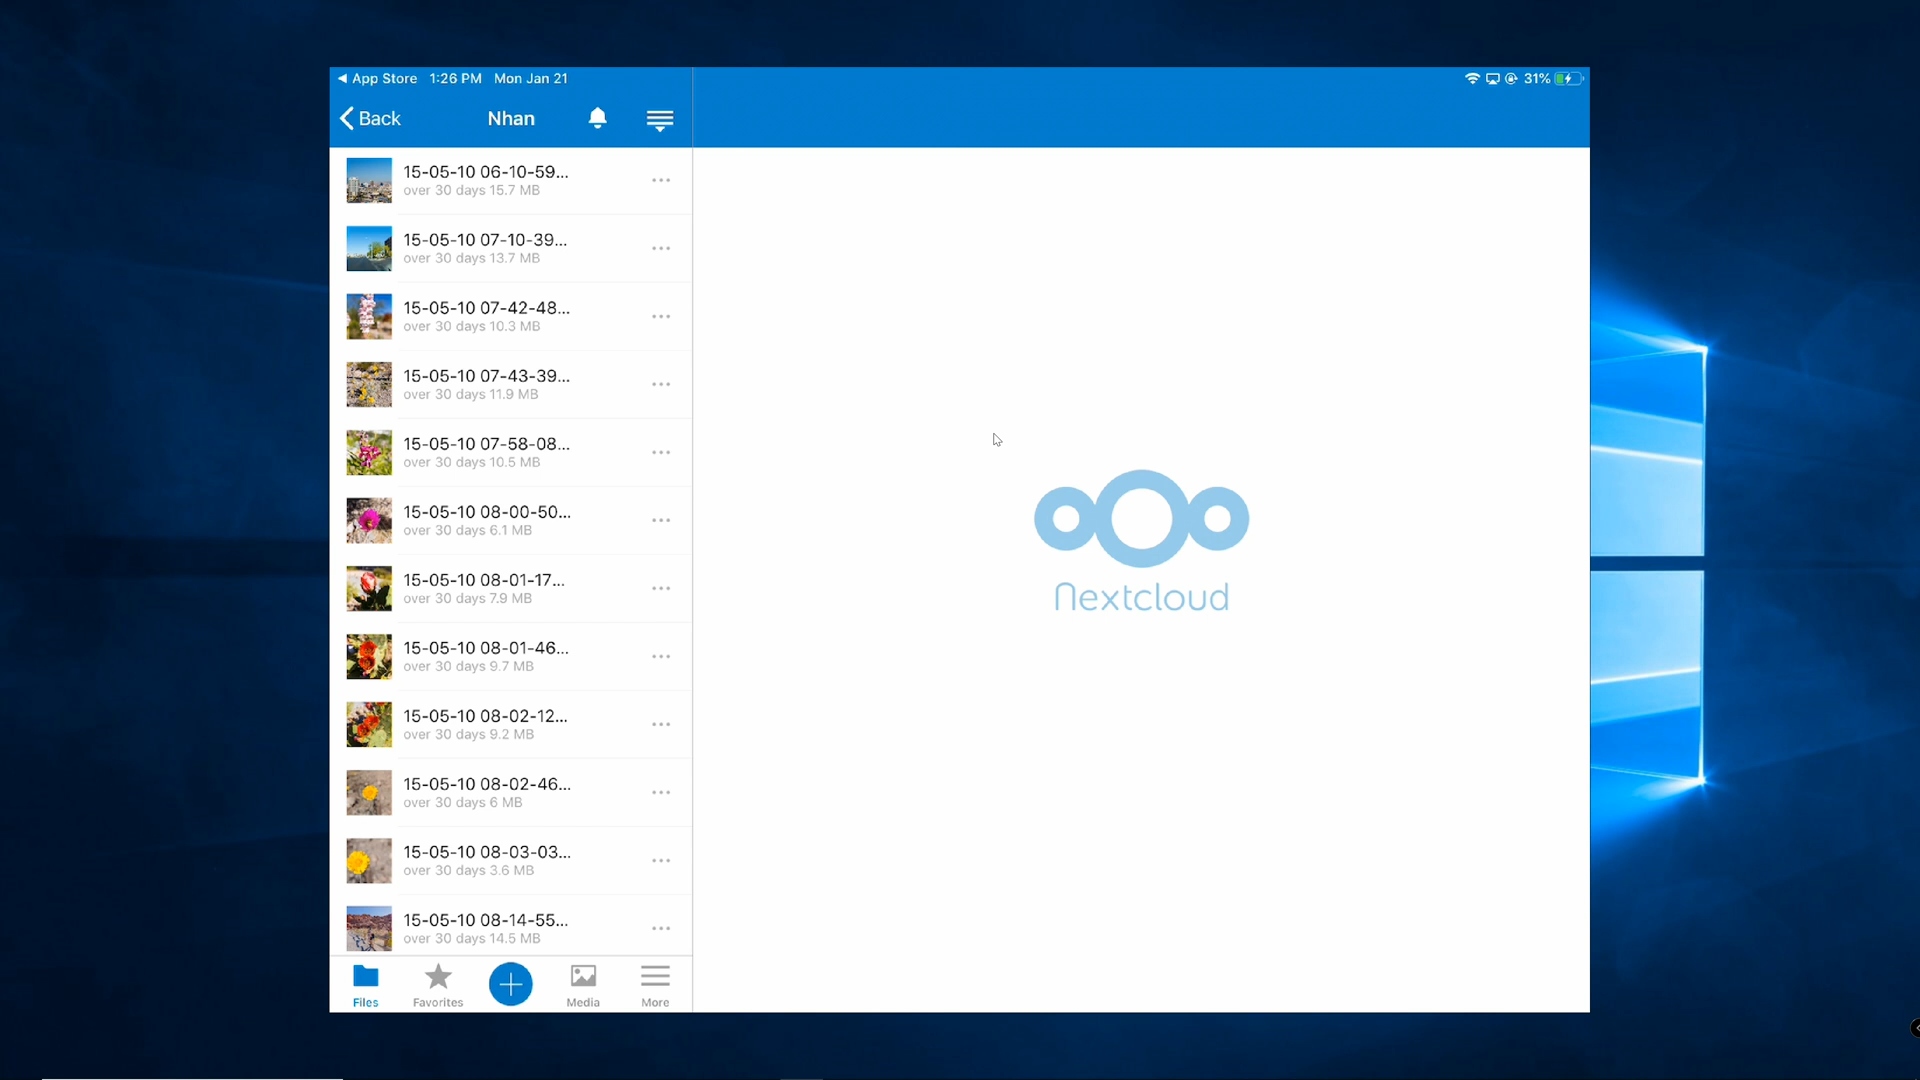 App Store 1:26 PM Mon Jan 21
31%
Back
Nhan
15-05-10 06-10-59...
over 30 days 15.7 MB
15-05-10 07-10-39...
over 30 days 13.7 MB
15-05-10 07-42-48...
over 30 days 10.3 MB
15-05-10 07-43-39...
over 30 days 11.9 MB
15-05-10 07-58-08...
over 30 days 10.5 MB
15-05-10 08-00-50...
over 30 days 6.1 MB
15-05-10 08-01-17...
over 30 days 7.9 MB
15-05-10 08-01-46...
over 30 days 9.7 MB
15-05-10 08-02-12...
over 30 days 9.2 MB
15-05-10 08-02-46...
over 30 days 6 MB
15-05-10 08-03-03...
over 30 days 3.6 MB
15-05-10 08-14-55...
over 30 days 14.5 MB
Files
Favorites
Media
More
Nextcloud